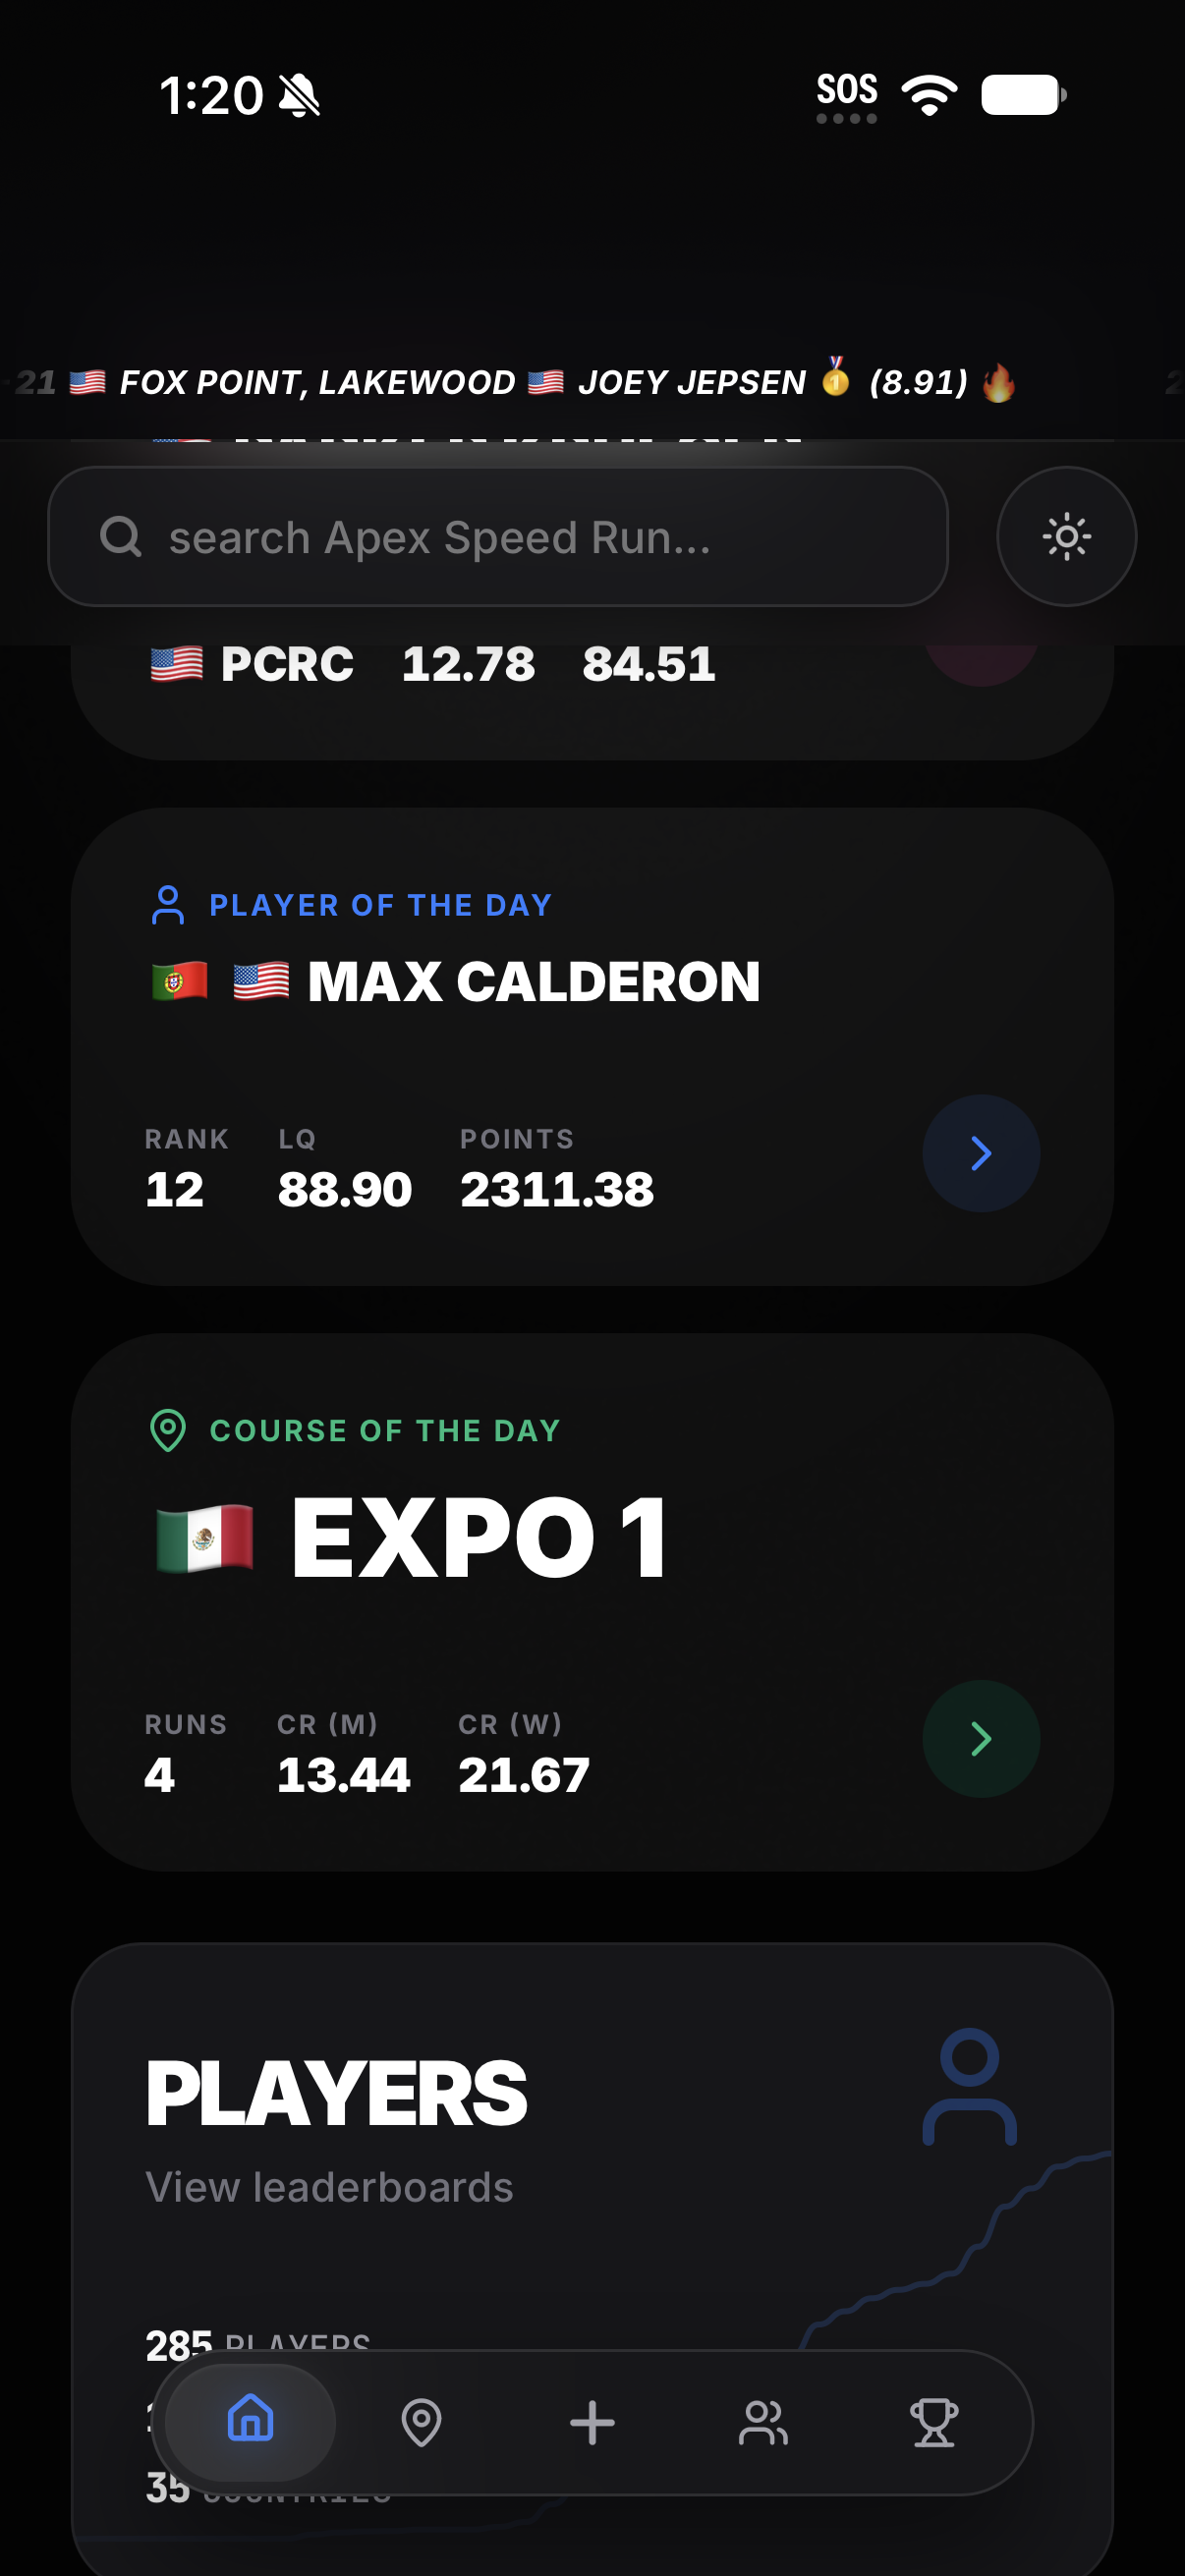 1:20
SOS
21 🇺🇸 FOX POINT, LAKEWOOD 🇺🇸 JOEY JEPSEN 🥇 (8.91) 🔥
search Apex Speed Run...
🇺🇸 PCRC 12.78 84.51
PLAYER OF THE DAY
🇵🇹 🇺🇸 MAX CALDERON
RANK LQ POINTS
12 88.90 2311.38
COURSE OF THE DAY
🇲🇽 EXPO 1
RUNS CR (M) CR (W)
4 13.44 21.67
PLAYERS
View leaderboards
285 PLAYERS
35 COUNTRIES